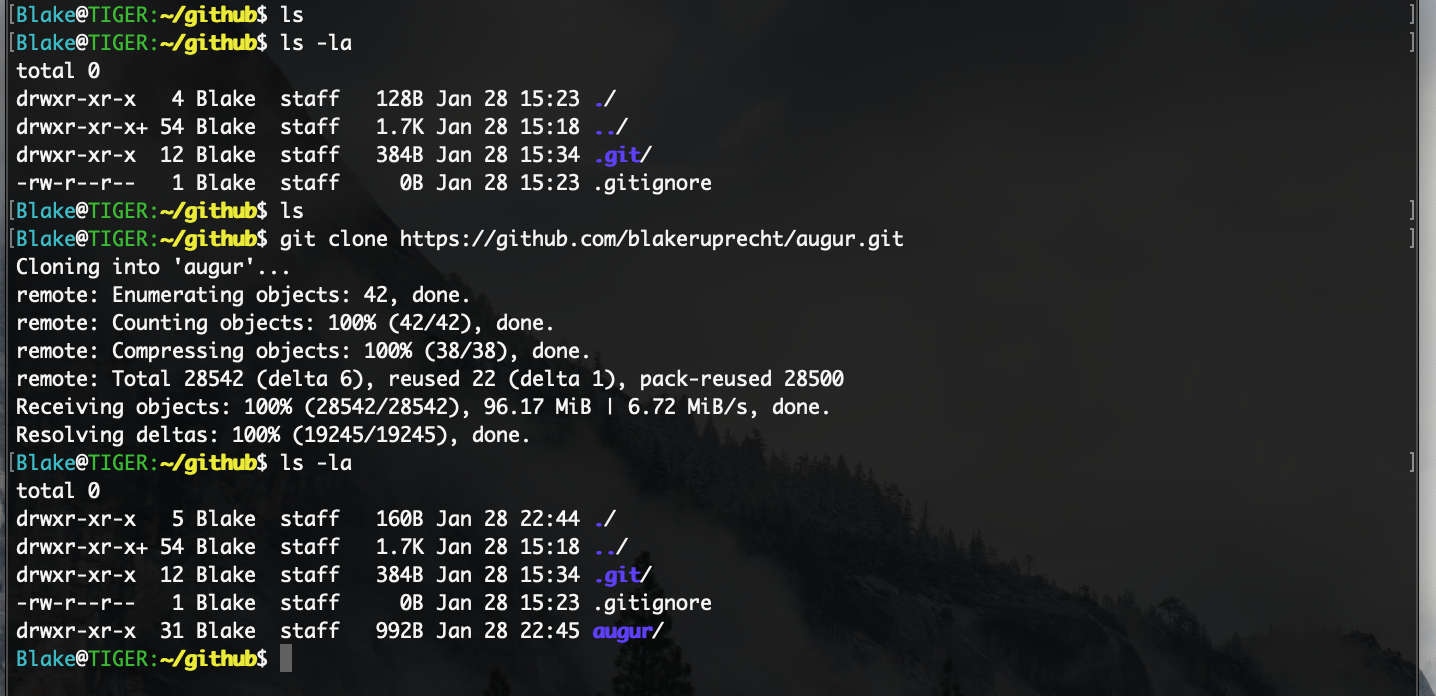 [Blake@TIGER:~/github$ ls ]
[Blake@TIGER:~/github$ ls -la ]
total 0
drwxr-xr-x   4 Blake  staff   128B Jan 28 15:23 ./
drwxr-xr-x+ 54 Blake  staff   1.7K Jan 28 15:18 ../
drwxr-xr-x  12 Blake  staff   384B Jan 28 15:34 .git/
-rw-r--r--   1 Blake  staff     0B Jan 28 15:23 .gitignore
[Blake@TIGER:~/github$ ls ]
[Blake@TIGER:~/github$ git clone https://github.com/blakeruprecht/augur.git ]
Cloning into 'augur'...
remote: Enumerating objects: 42, done.
remote: Counting objects: 100% (42/42), done.
remote: Compressing objects: 100% (38/38), done.
remote: Total 28542 (delta 6), reused 22 (delta 1), pack-reused 28500
Receiving objects: 100% (28542/28542), 96.17 MiB | 6.72 MiB/s, done.
Resolving deltas: 100% (19245/19245), done.
[Blake@TIGER:~/github$ ls -la ]
total 0
drwxr-xr-x   5 Blake  staff   160B Jan 28 22:44 ./
drwxr-xr-x+ 54 Blake  staff   1.7K Jan 28 15:18 ../
drwxr-xr-x  12 Blake  staff   384B Jan 28 15:34 .git/
-rw-r--r--   1 Blake  staff     0B Jan 28 15:23 .gitignore
drwxr-xr-x  31 Blake  staff   992B Jan 28 22:45 augur/
Blake@TIGER:~/github$